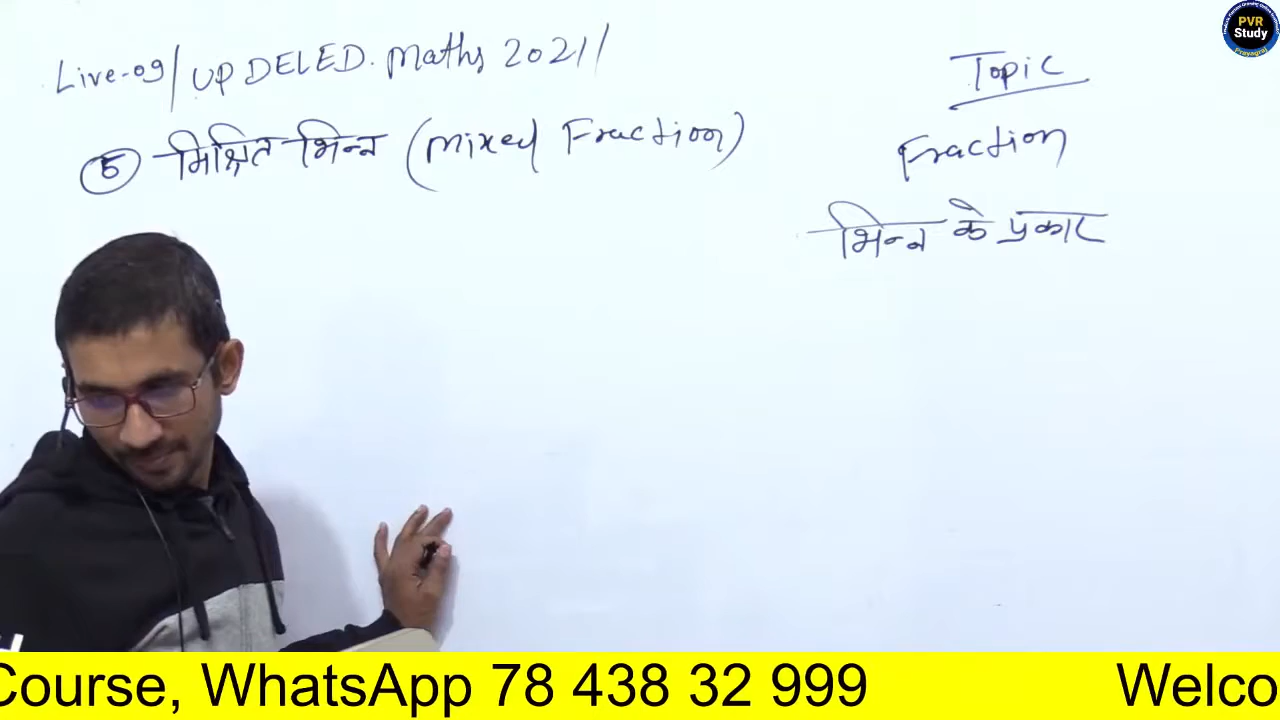 Live-09/ UP DELED. Maths 2021/
Topic
⑤ मिश्रित भिन्न (Mixed Fraction)
Fraction
भिन्न के प्रकार
PVR
Study
Prayagraj
Course, WhatsApp 78 438 32 999 Welco